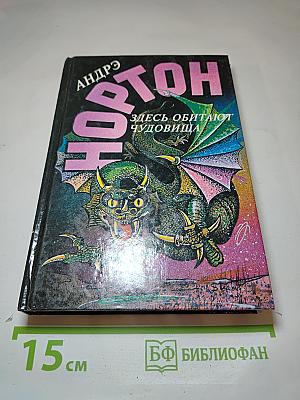 АНДРЭ
НОРТОН
ЗДЕСЬ ОБИТАЮТ
ЧУДОВИЩА
15 см
БФ БИБЛИОФАН